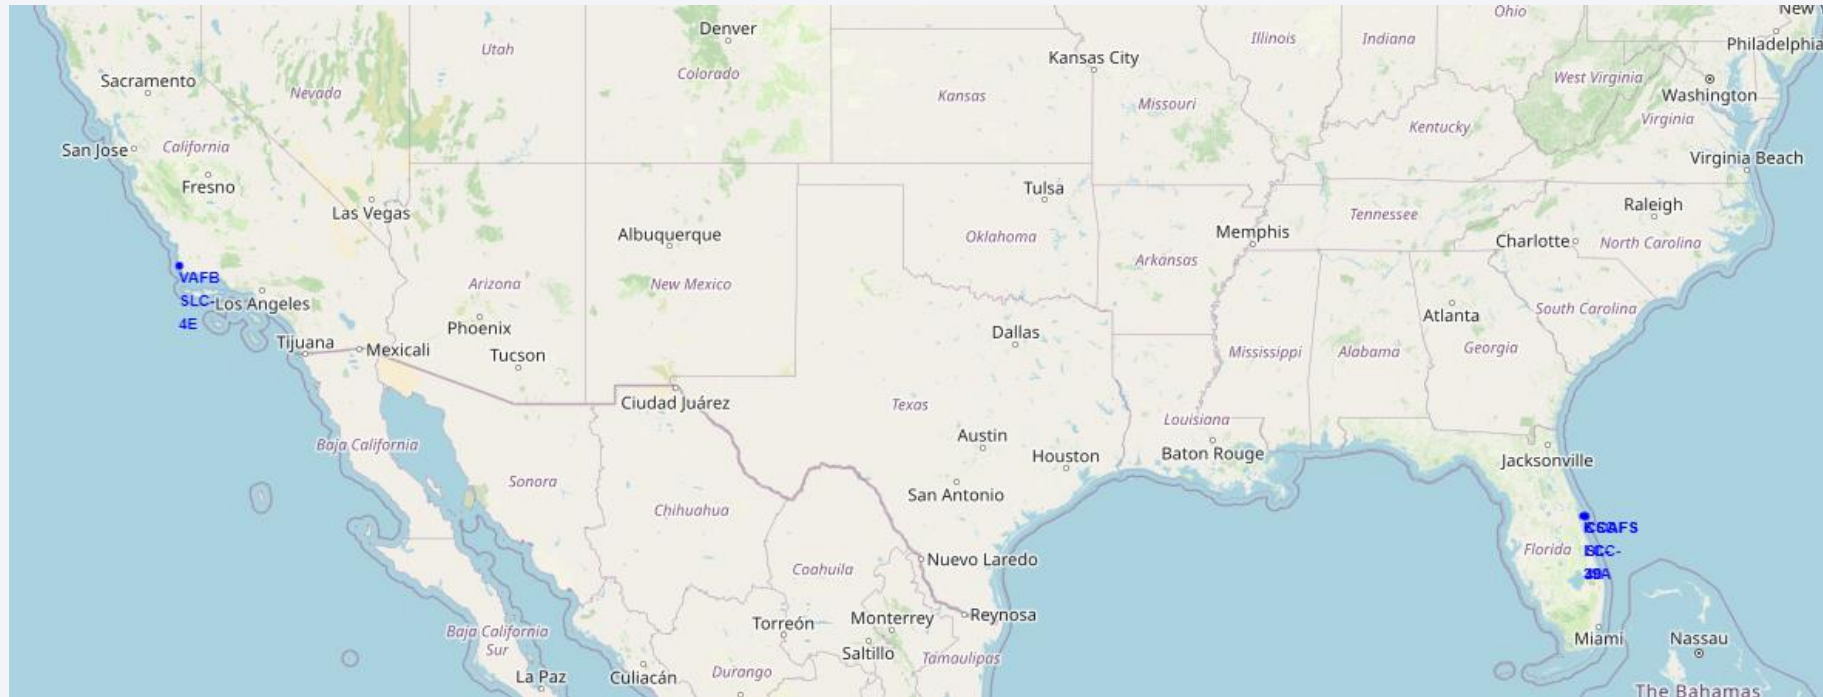 New
Ohio
Denver
Illinois
Indiana
Philadelphia
Utah
Kansas City
Colorado
West Virginia
Sacramento
Nevada
Kansas
Missouri
Washington
Virginia
Kentucky
San Jose
California
Virginia Beach
Fresno
Tulsa
Las Vegas
Raleigh
Tennessee
Albuquerque
Oklahoma
Memphis
Charlotte
North Carolina
Arkansas
VAFB
SLC-
4E
Los Angeles
Arizona
New Mexico
South Carolina
Atlanta
Phoenix
Dallas
Tijuana
Mexicali
Tucson
Mississippi
Alabama
Georgia
Ciudad Juárez
Texas
Louisiana
Austin
Baja California
Houston
Baton Rouge
Jacksonville
Sonora
San Antonio
Chihuahua
Florida
Nuevo Laredo
Coahuila
Reynosa
Torreón
Monterrey
Baja California
Sur
Miami
Nassau
Saltillo
Tamaulipas
La Paz
Culiacán
Durango
The Bahamas